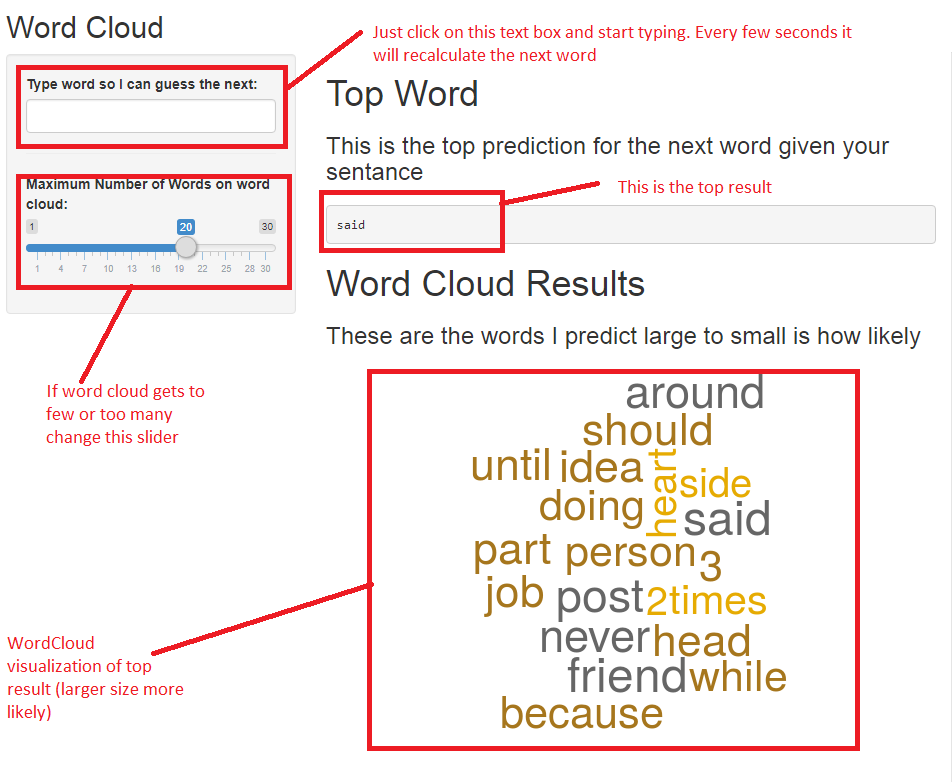 Word Cloud
Just click on this text box and start typing. Every few seconds it
will recalculate the next word
Type word so I can guess the next:
Maximum Number of Words on word
cloud:
1 20 30
1 4 7 10 13 16 19 22 25 28 30
If word cloud gets to
few or too many
change this slider
Top Word
This is the top prediction for the next word given your
sentance
This is the top result
said
Word Cloud Results
These are the words I predict large to small is how likely
around
should
until idea
heart
side
doing
said
part person
3
job post 2 times
never head
friend while
because
WordCloud
visualization of top
result (larger size more
likely)